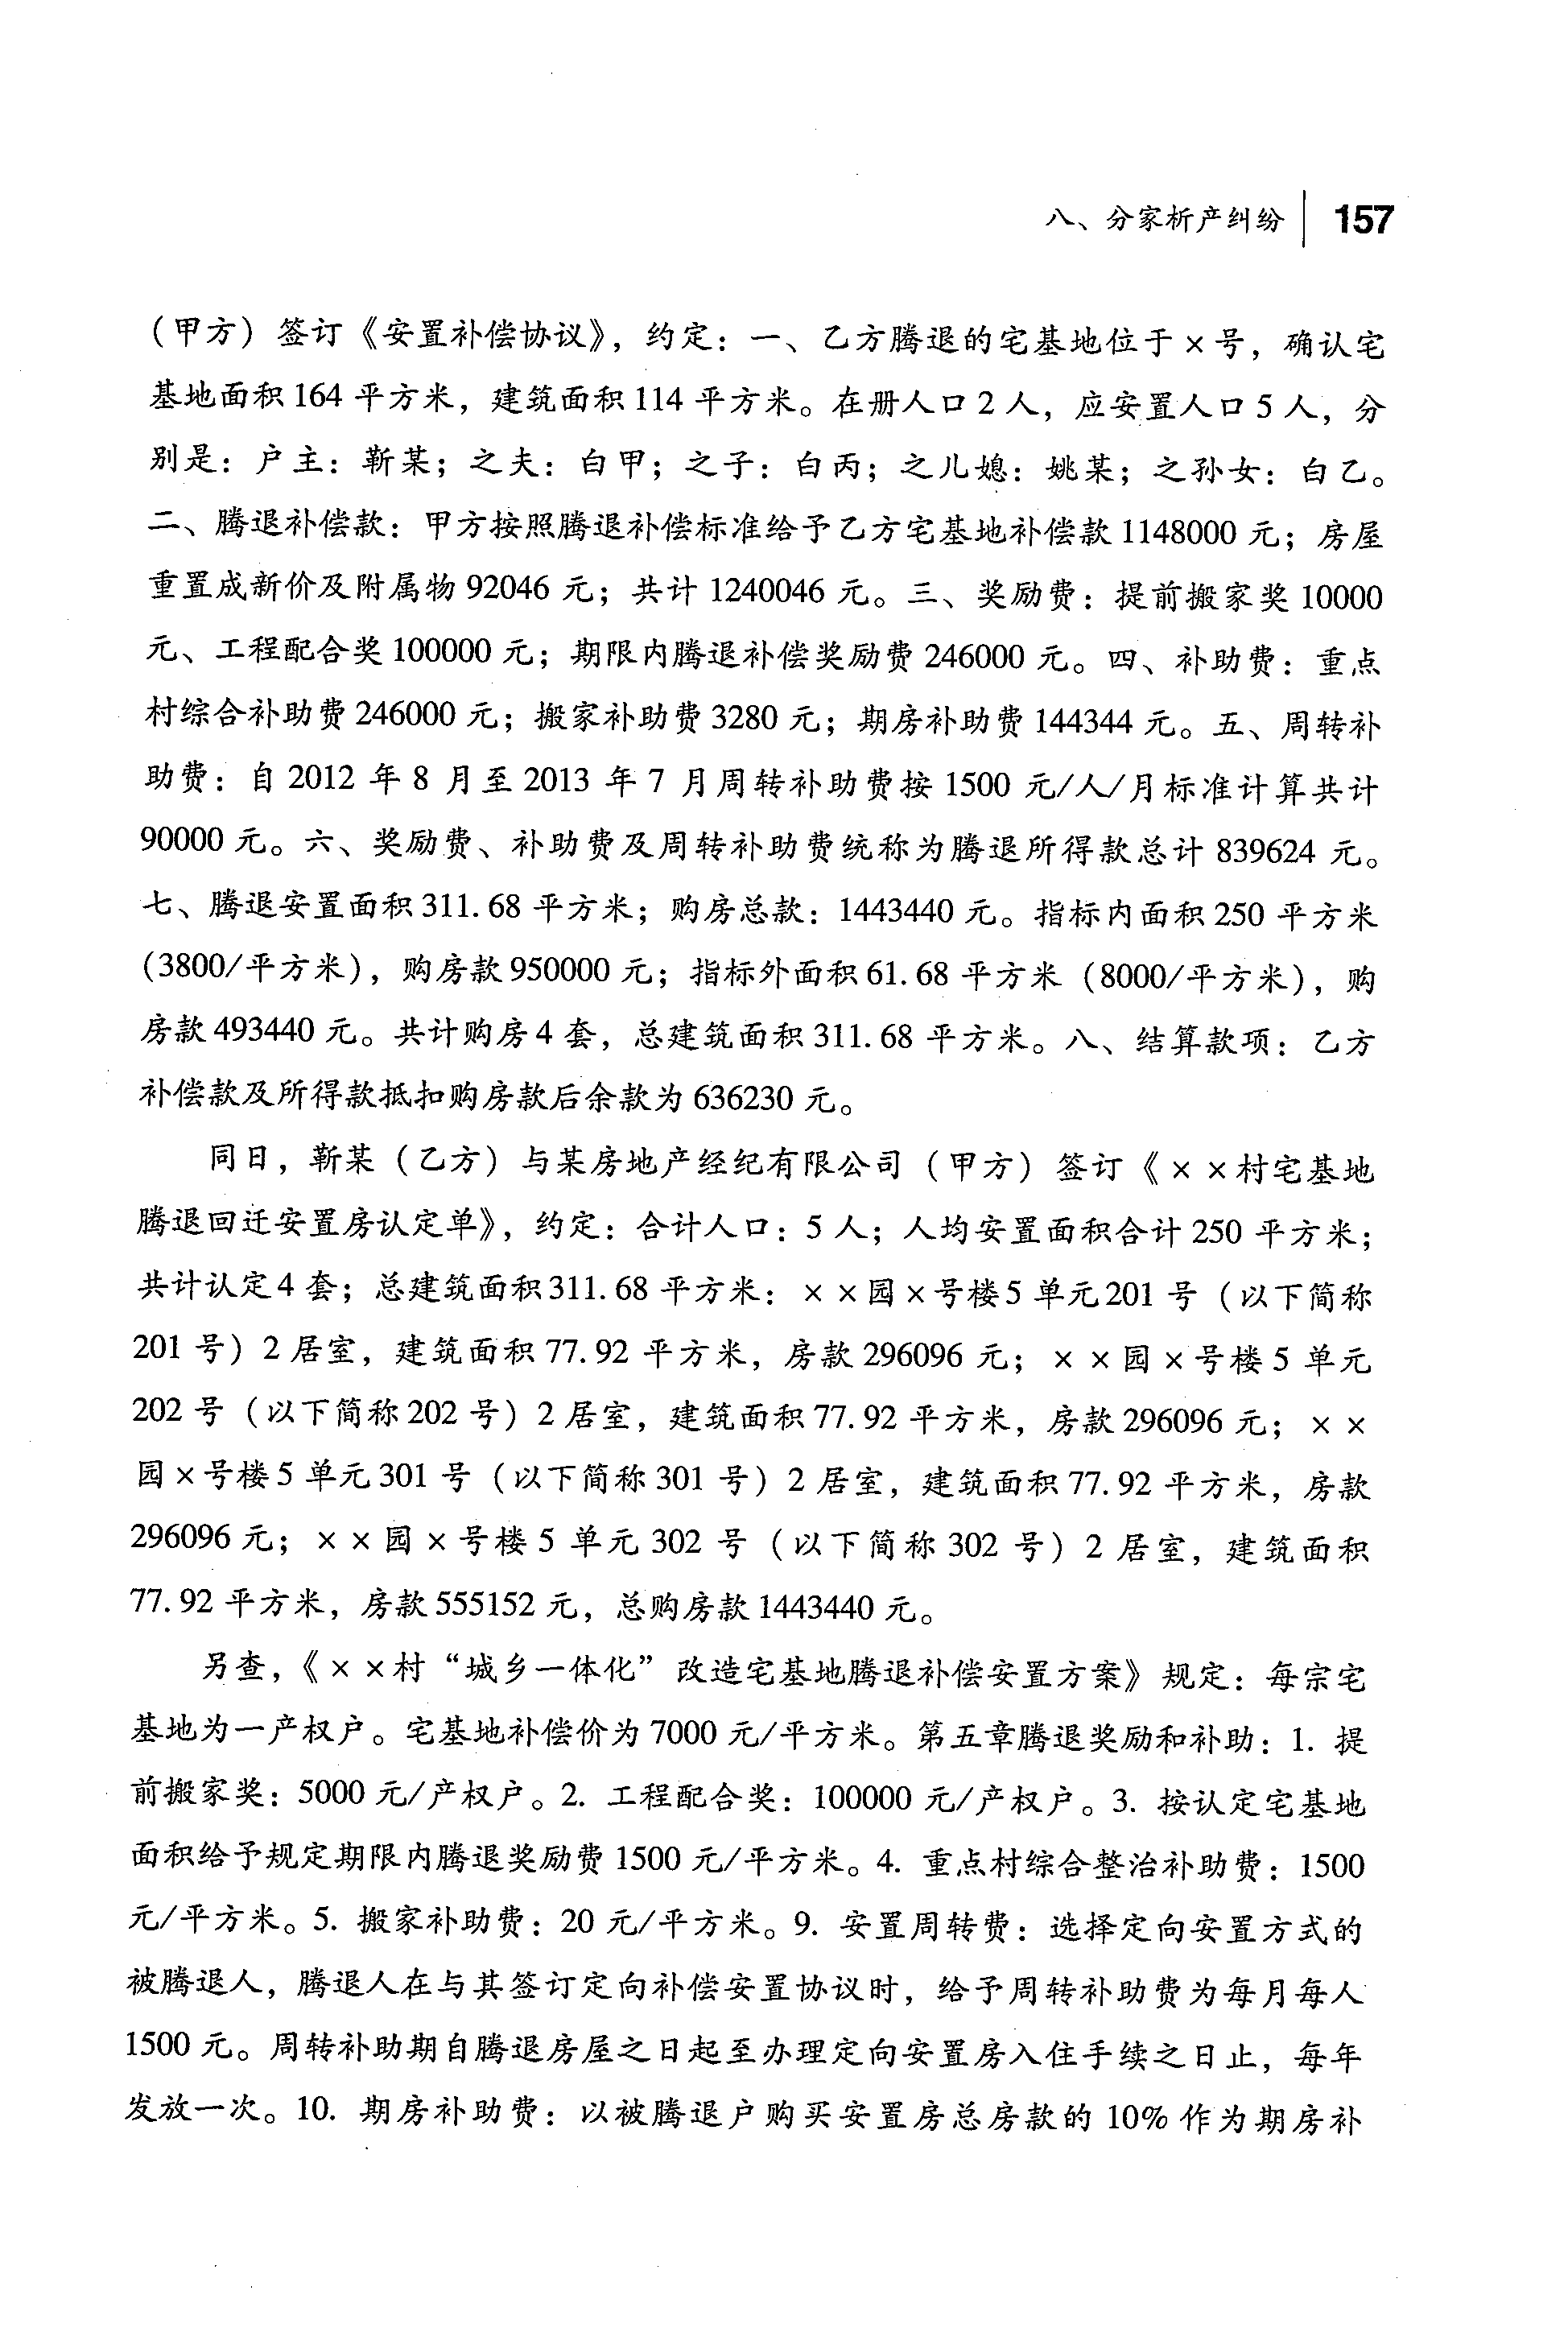 八、分家析产纠纷 157
（甲方）签订《安置补偿协议》，约定：一、乙方腾退的宅基地位于×号，确认宅
基地面积164平方米，建筑面积114平方米。在册人口2人，应安置人口5人，分
别是：户主：靳某；之夫：白甲；之子：白丙；之儿媳：姚某；之孙女：白乙。
二、腾退补偿款：甲方按照腾退补偿标准给予乙方宅基地补偿款1148000元；房屋
重置成新价及附属物92046元；共计1240046元。三、奖励费：提前搬家奖10000
元、工程配合奖100000元；期限内腾退补偿奖励费246000元。四、补助费：重点
村综合补助费246000元；搬家补助费3280元；期房补助费144344元。五、周转补
助费：自2012年8月至2013年7月周转补助费按1500元/人/月标准计算共计
90000元。六、奖励费、补助费及周转补助费统称为腾退所得款总计839624元。
七、腾退安置面积311.68平方米；购房总款：1443440元。指标内面积250平方米
（3800/平方米），购房款950000元；指标外面积61.68平方米（8000/平方米），购
房款493440元。共计购房4套，总建筑面积311.68平方米。八、结算款项：乙方
补偿款及所得款抵扣购房款后余款为636230元。
同日，靳某（乙方）与某房地产经纪有限公司（甲方）签订《××村宅基地
腾退回迁安置房认定单》，约定：合计人口：5人；人均安置面积合计250平方米；
共计认定4套；总建筑面积311.68平方米：××园×号楼5单元201号（以下简称
201号）2居室，建筑面积77.92平方米，房款296096元；××园×号楼5单元
202号（以下简称202号）2居室，建筑面积77.92平方米，房款296096元；××
园×号楼5单元301号（以下简称301号）2居室，建筑面积77.92平方米，房款
296096元；××园×号楼5单元302号（以下简称302号）2居室，建筑面积
77.92平方米，房款555152元，总购房款1443440元。
另查，《××村“城乡一体化”改造宅基地腾退补偿安置方案》规定：每宗宅
基地为一产权户。宅基地补偿价为7000元/平方米。第五章腾退奖励和补助：1.提
前搬家奖：5000元/产权户。2.工程配合奖：100000元/产权户。3.按认定宅基地
面积给予规定期限内腾退奖励费1500元/平方米。4.重点村综合整治补助费：1500
元/平方米。5.搬家补助费：20元/平方米。9.安置周转费：选择定向安置方式的
被腾退人，腾退人在与其签订定向补偿安置协议时，给予周转补助费为每月每人
1500元。周转补助期自腾退房屋之日起至办理定向安置房入住手续之日止，每年
发放一次。10.期房补助费：以被腾退户购买安置房总房款的10%作为期房补